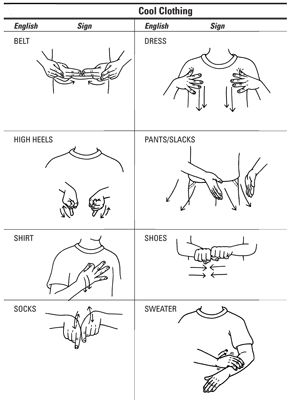 Cool Clothing
English Sign English Sign
BELT DRESS
HIGH HEELS PANTS/SLACKS
SHIRT SHOES
SOCKS SWEATER